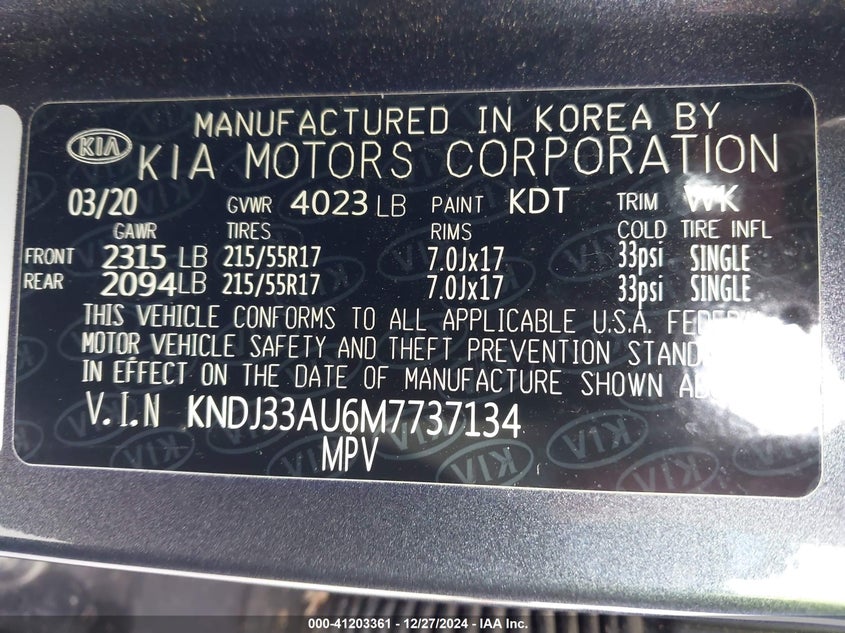 MANUFACTURED IN KOREA BY
KIA KIA MOTORS CORPORATION
03/20 GVWR 4023 LB PAINT KDT TRIM WK
GAWR TIRES RIMS COLD TIRE INFL
FRONT 2315 LB 215/55R17 7.0Jx17 33psi SINGLE
REAR 2094 LB 215/55R17 7.0Jx17 33psi SINGLE
THIS VEHICLE CONFORMS TO ALL APPLICABLE U.S.A.
MOTOR VEHICLE SAFETY AND THEFT PREVENTION
IN EFFECT ON THE DATE OF MANUFACTURE SHOWN
V.I.N KNDJ33AU6M7737134
MPV
000-41203361 - 12/27/2024 - © IAA, Inc.